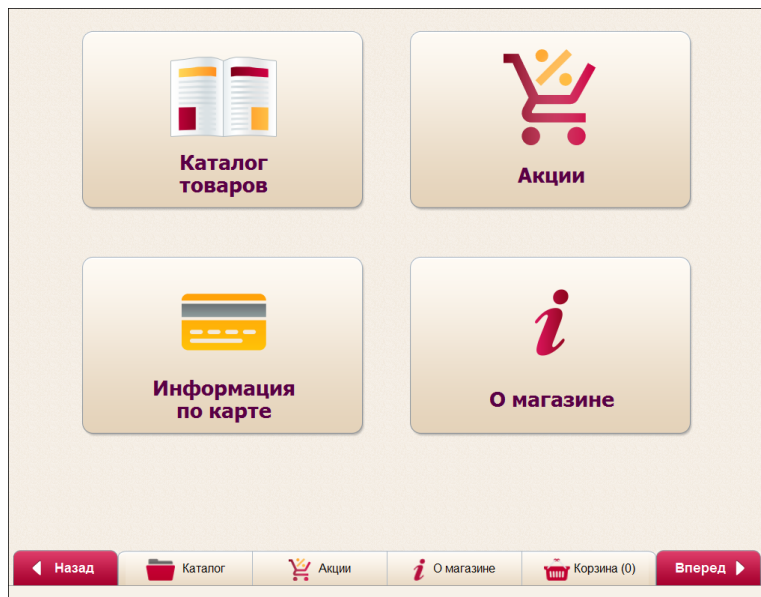 Каталог
товаров
Акции
Информация
по карте
О магазине
Назад
Каталог
Акции
О магазине
Корзина (0)
Вперед